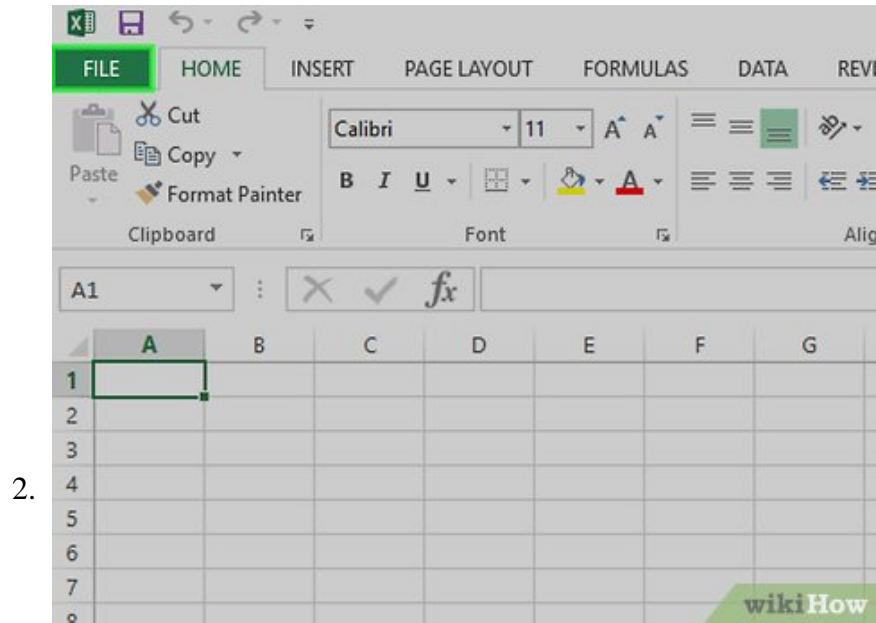 FILE HOME INSERT PAGE LAYOUT FORMULAS DATA
Cut
Copy
Paste
Format Painter
Calibri 11 A A
B I U A
Clipboard Font
A1 fx
A B C D E F G
1
2
3
2. 4
5
6
7
8
wikiHow